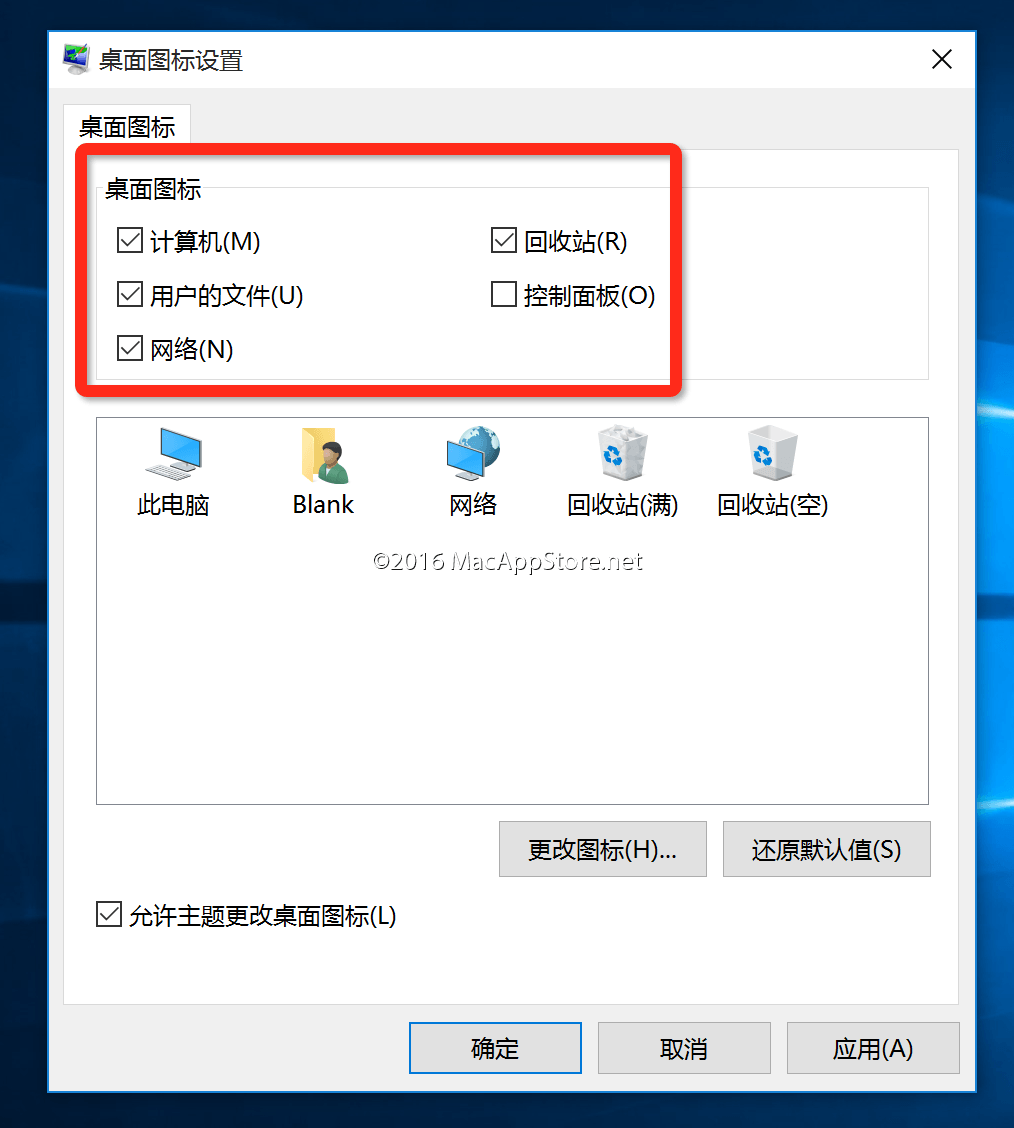 桌面图标设置
桌面图标
桌面图标
计算机(M)
回收站(R)
用户的文件(U)
控制面板(O)
网络(N)
此电脑
Blank
网络
回收站(满)
回收站(空)
©2016 MacAppStore.net
更改图标(H)...
还原默认值(S)
允许主题更改桌面图标(L)
确定
取消
应用(A)